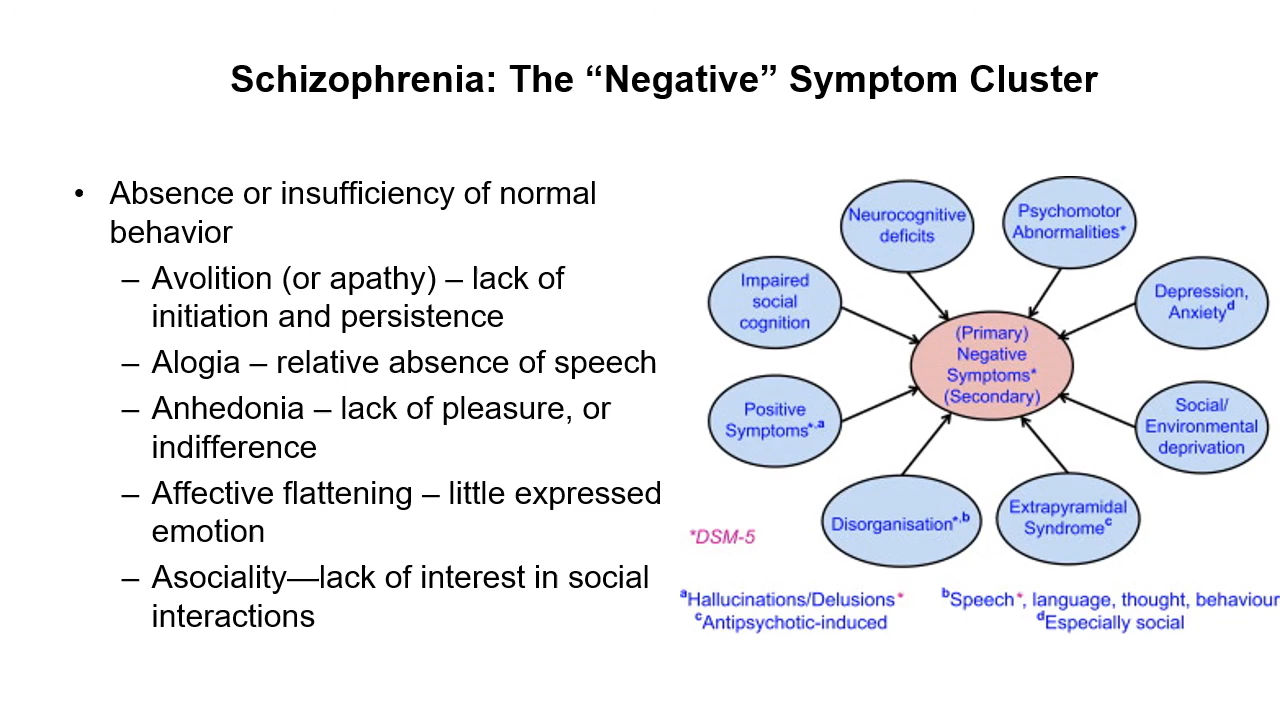 Schizophrenia: The “Negative” Symptom Cluster
• Absence or insufficiency of normal
behavior
– Avolition (or apathy) – lack of
initiation and persistence
– Alogia – relative absence of speech
– Anhedonia – lack of pleasure, or
indifference
– Affective flattening – little expressed
emotion
– Asociality—lack of interest in social
interactions
Neurocognitive
deficits
Psychomotor
Abnormalities*
Impaired
social
cognition
Depression,
Anxietyᵈ
(Primary)
Negative
Symptoms*
(Secondary)
Positive
Symptoms*,ᵃ
Social/
Environmental
deprivation
Disorganisation*,ᵇ
Extrapyramidal
Syndromeᶜ
*DSM-5
ᵃHallucinations/Delusions*
ᵇSpeech*, language, thought, behaviour
ᶜAntipsychotic-induced
ᵈEspecially social